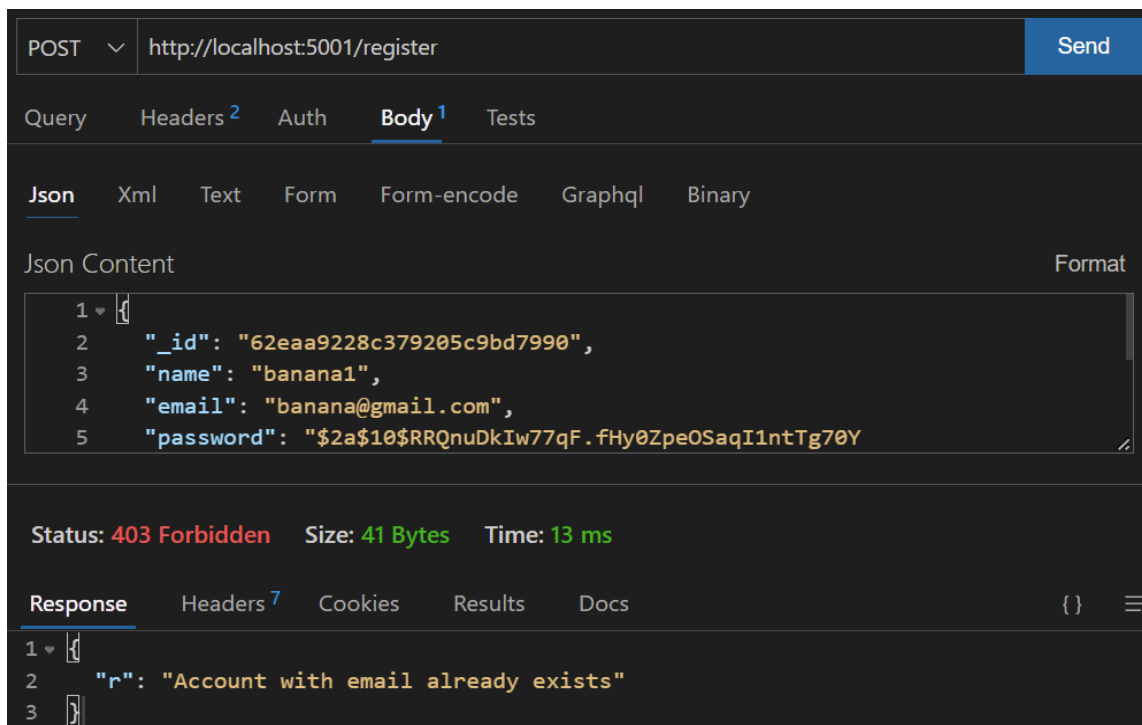 POST http://localhost:5001/register Send
Query Headers 2 Auth Body 1 Tests
Json Xml Text Form Form-encode Graphql Binary
Json Content Format
1 {
2 "_id": "62eaa9228c379205c9bd7990",
3 "name": "banana1",
4 "email": "banana@gmail.com",
5 "password": "$2a$10$RRQnuDkIw77qF.fHy0ZpeOSaqI1ntTg70Y
Status: 403 Forbidden Size: 41 Bytes Time: 13 ms
Response Headers 7 Cookies Results Docs { }
1 {
2 "r": "Account with email already exists"
3 }